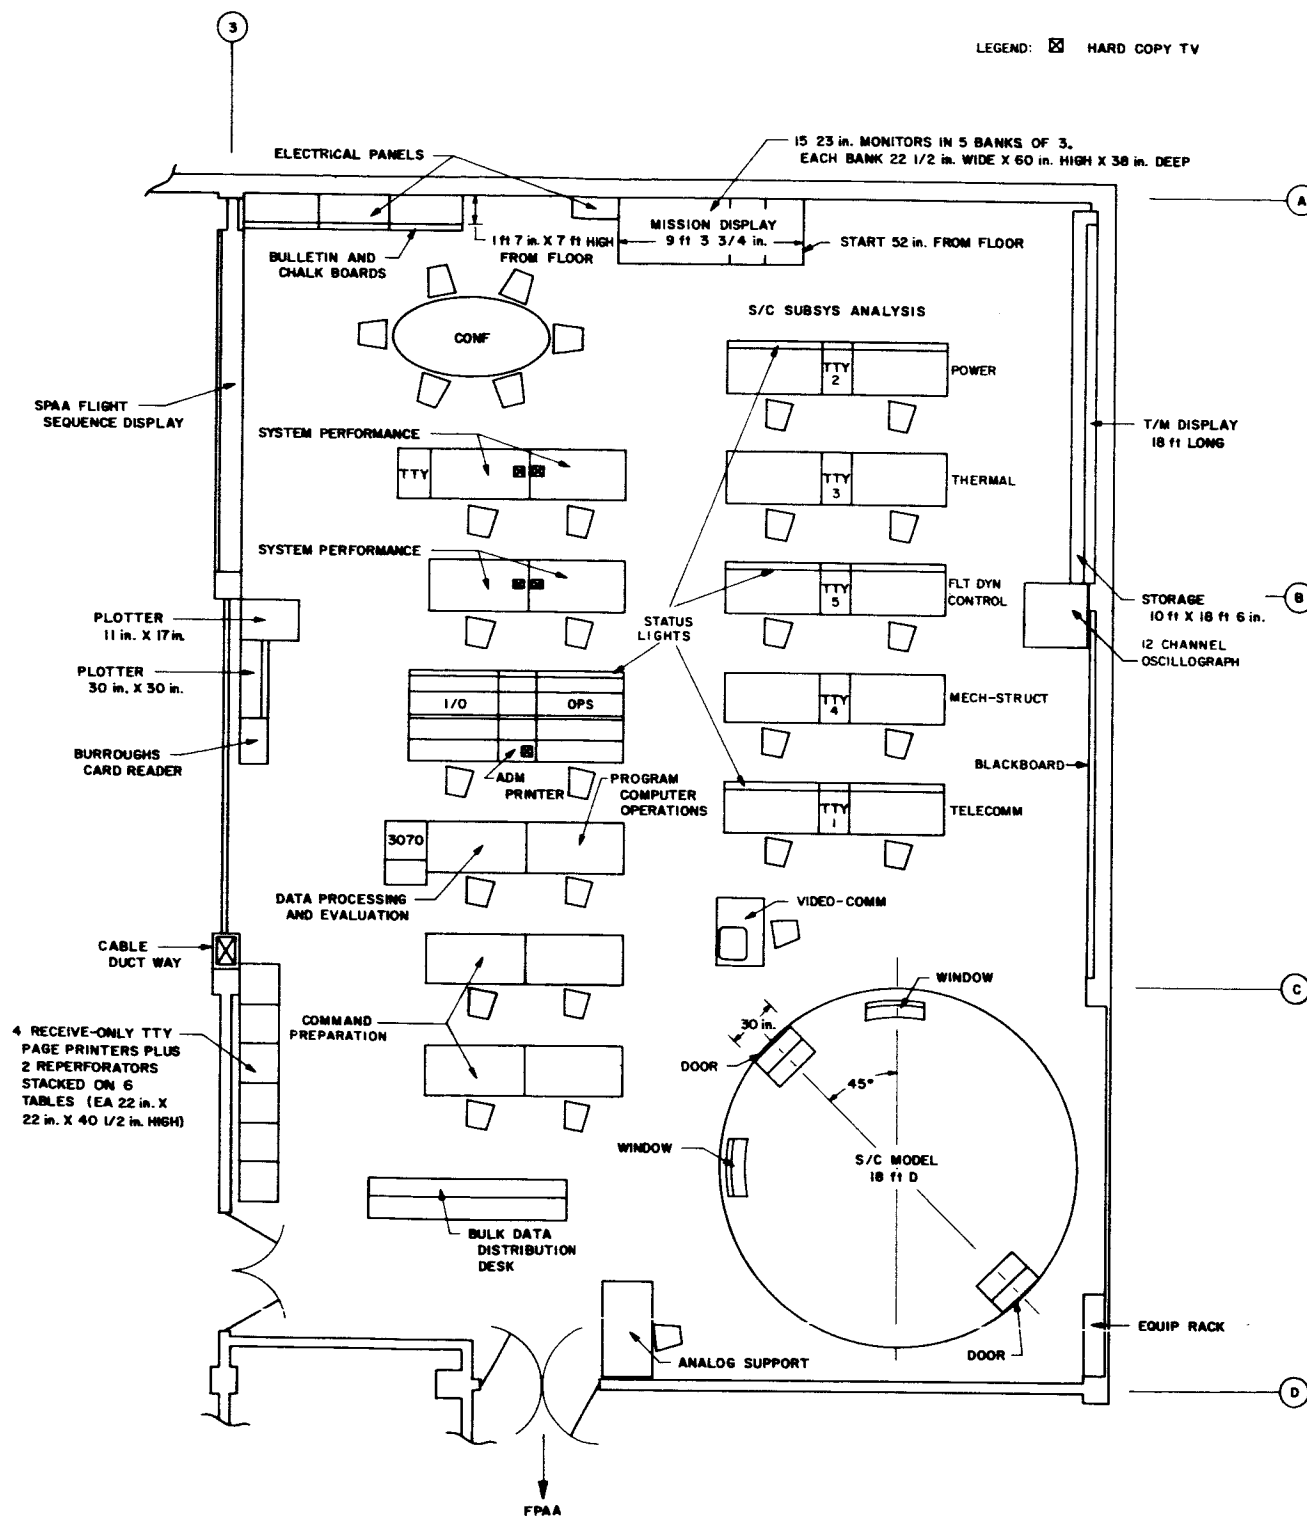 3
LEGEND: HARD COPY TV
15 23 in. MONITORS IN 5 BANKS OF 3.
EACH BANK 22 1/2 in. WIDE X 60 in. HIGH X 38 in. DEEP
ELECTRICAL PANELS
A
MISSION DISPLAY
9 ft 3 3/4 in.
1 ft 7 in. X 7 ft HIGH
FROM FLOOR
START 52 in. FROM FLOOR
BULLETIN AND
CHALK BOARDS
S/C SUBSYS ANALYSIS
CONF
TTY
2
POWER
SPAA FLIGHT
SEQUENCE DISPLAY
T/M DISPLAY
18 ft LONG
SYSTEM PERFORMANCE
TTY
TTY
3
THERMAL
SYSTEM PERFORMANCE
TTY
5
FLT DYN
CONTROL
STORAGE
10 ft X 18 ft 6 in.
B
PLOTTER
11 in. X 17 in.
STATUS
LIGHTS
12 CHANNEL
OSCILLOGRAPH
PLOTTER
30 in. X 30 in.
I/O
OPS
TTY
4
MECH-STRUCT
BURROUGHS
CARD READER
ADM
PRINTER
PROGRAM
COMPUTER
OPERATIONS
BLACKBOARD
TTY
1
TELECOMM
3070
DATA PROCESSING
AND EVALUATION
VIDEO-COMM
CABLE
DUCT WAY
WINDOW
C
4 RECEIVE-ONLY TTY
PAGE PRINTERS PLUS
2 REPERFORATORS
STACKED ON 6
TABLES (EA 22 in. X
22 in. X 40 1/2 in. HIGH)
COMMAND
PREPARATION
30 in.
DOOR
45°
WINDOW
S/C MODEL
18 ft D
BULK DATA
DISTRIBUTION
DESK
EQUIP RACK
ANALOG SUPPORT
DOOR
D
FPAA